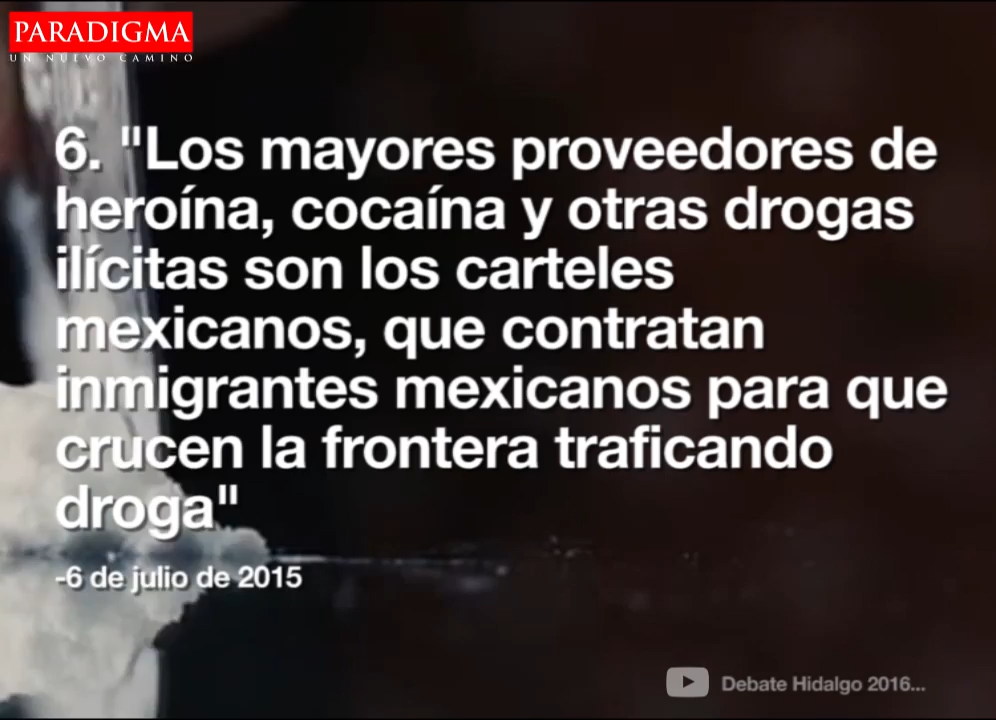 PARADIGMA
UN NUEVO CAMINO
6. "Los mayores proveedores de
heroína, cocaína y otras drogas
ilícitas son los carteles
mexicanos, que contratan
inmigrantes mexicanos para que
crucen la frontera traficando
droga"
-6 de julio de 2015
Debate Hidalgo 2016...